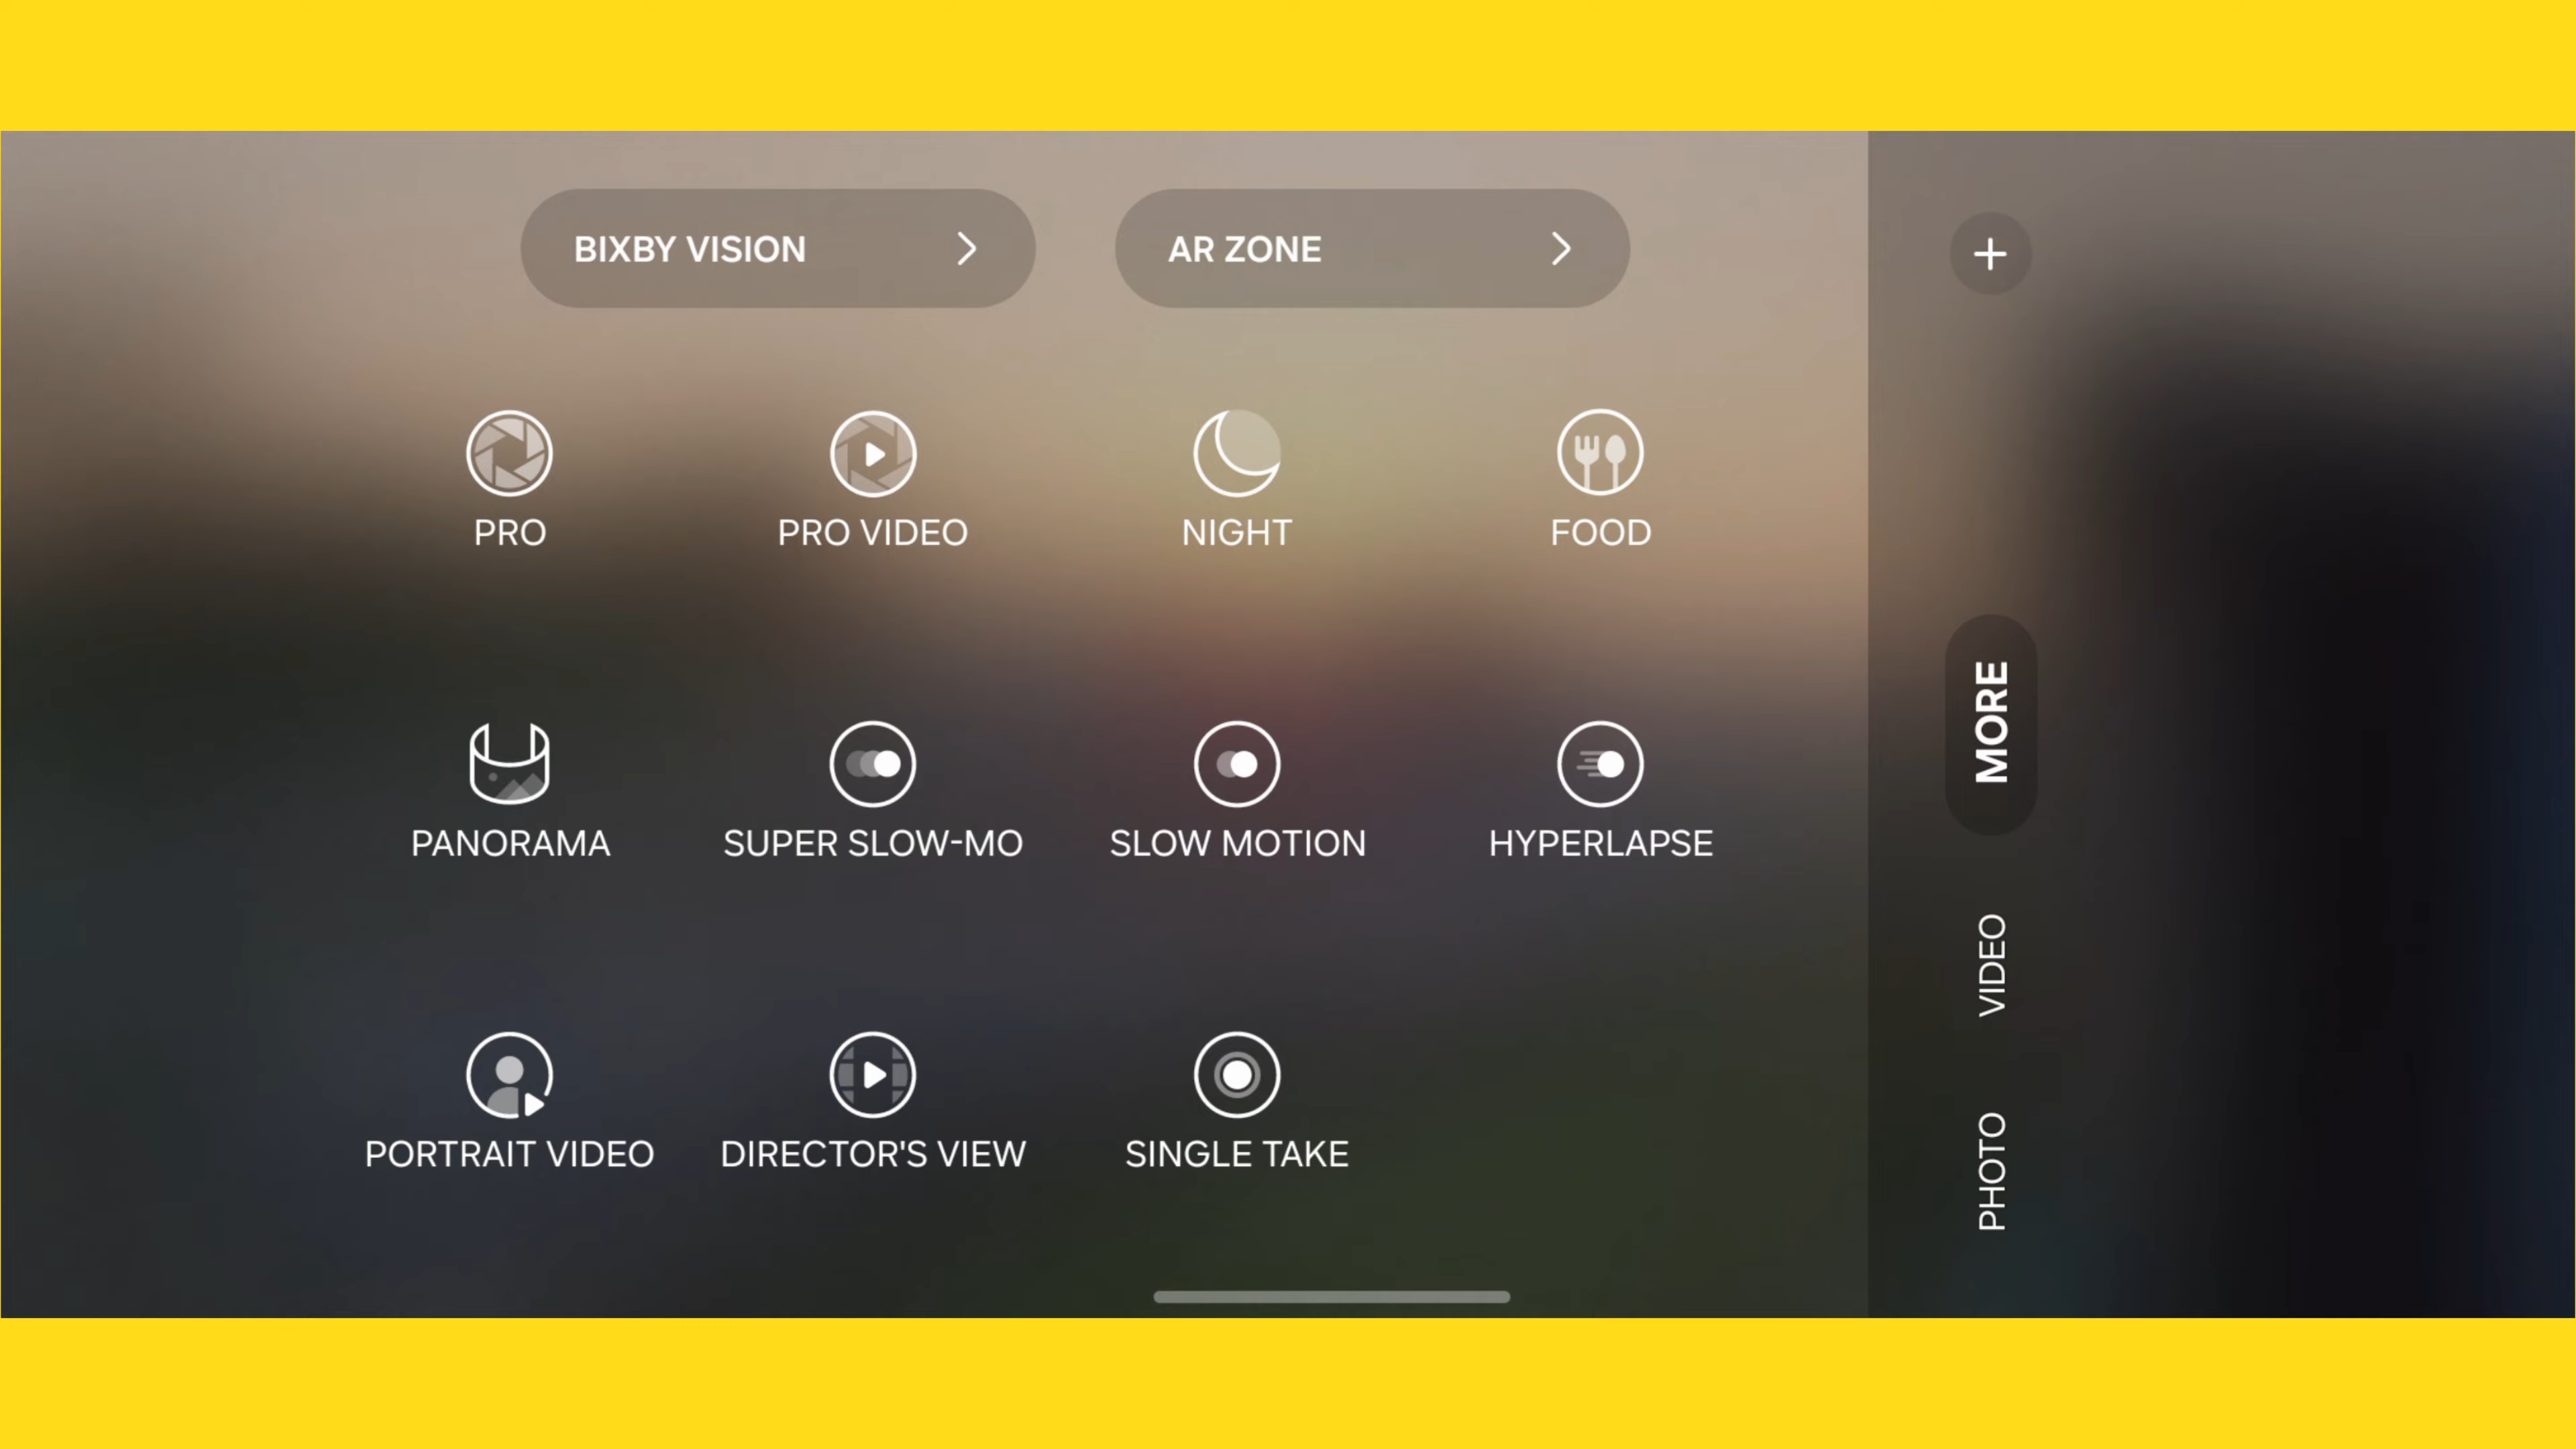 BIXBY VISION
AR ZONE
PRO
PRO VIDEO
NIGHT
FOOD
PANORAMA
SUPER SLOW-MO
SLOW MOTION
HYPERLAPSE
PORTRAIT VIDEO
DIRECTOR'S VIEW
SINGLE TAKE
MORE
VIDEO
PHOTO